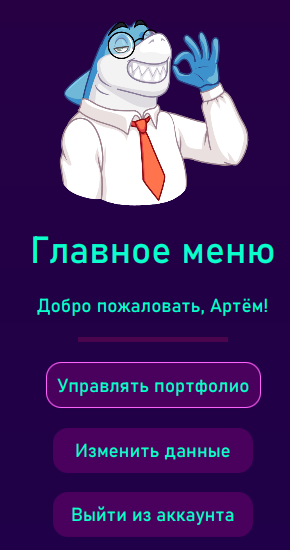 Главное меню
Добро пожаловать, Артём!
Управлять портфолио
Изменить данные
Выйти из аккаунта